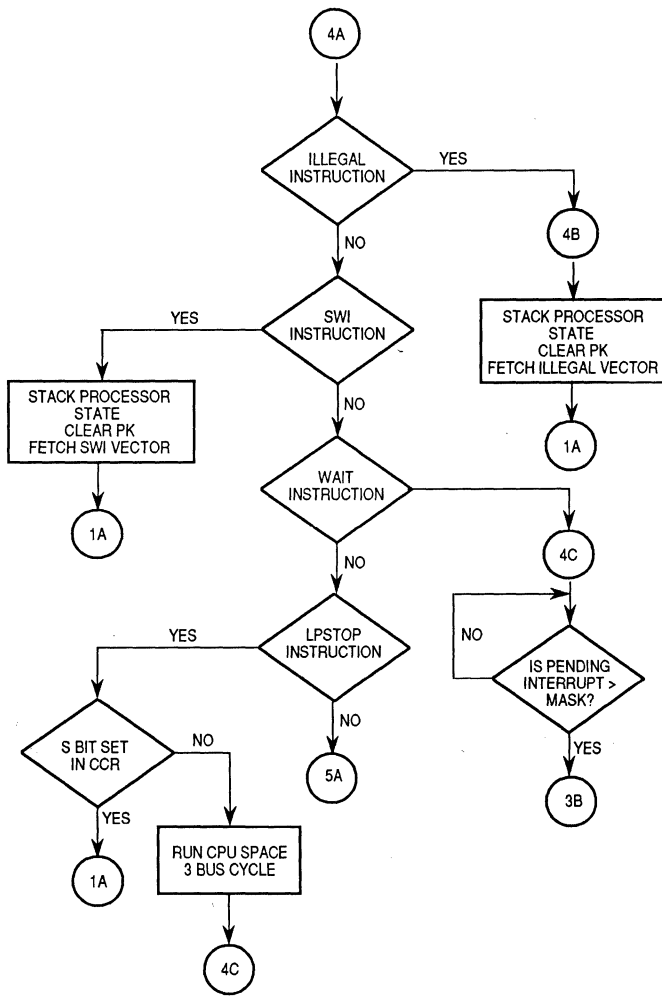 4A
ILLEGAL
INSTRUCTION
YES
NO
4B
STACK PROCESSOR
STATE
CLEAR PK
FETCH ILLEGAL VECTOR
1A
SWI
INSTRUCTION
YES
NO
STACK PROCESSOR
STATE
CLEAR PK
FETCH SWI VECTOR
1A
WAIT
INSTRUCTION
NO
4C
NO
IS PENDING
INTERRUPT >
MASK?
YES
3B
LPSTOP
INSTRUCTION
YES
NO
5A
S BIT SET
IN CCR
NO
YES
1A
RUN CPU SPACE
3 BUS CYCLE
4C